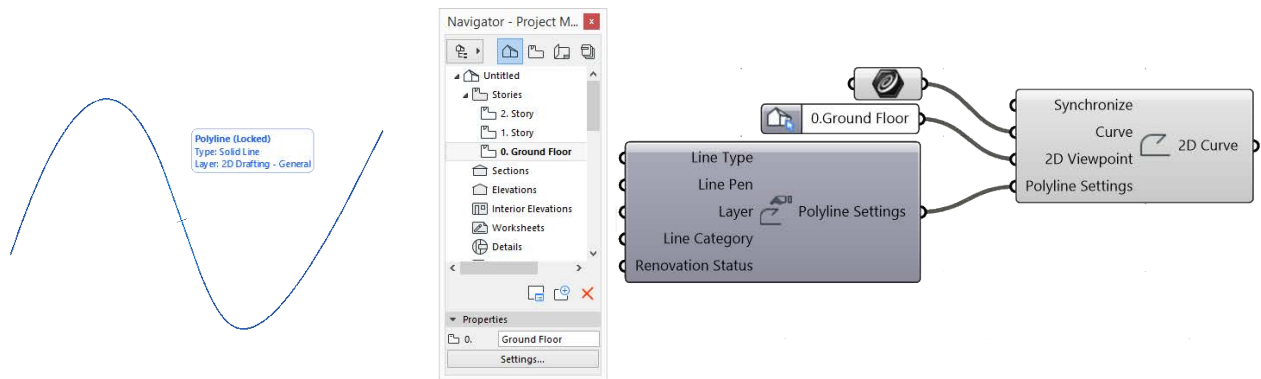 Polyline (Locked)
Type: Solid Line
Layer: 2D Drafting - General
Navigator - Project M...
Untitled
Stories
2. Story
1. Story
0. Ground Floor
Sections
Elevations
Interior Elevations
Worksheets
Details
Properties
0. Ground Floor
Settings...
0.Ground Floor
Line Type
Line Pen
Layer
Line Category
Renovation Status
Polyline Settings
Synchronize
Curve
2D Viewpoint
Polyline Settings
2D Curve